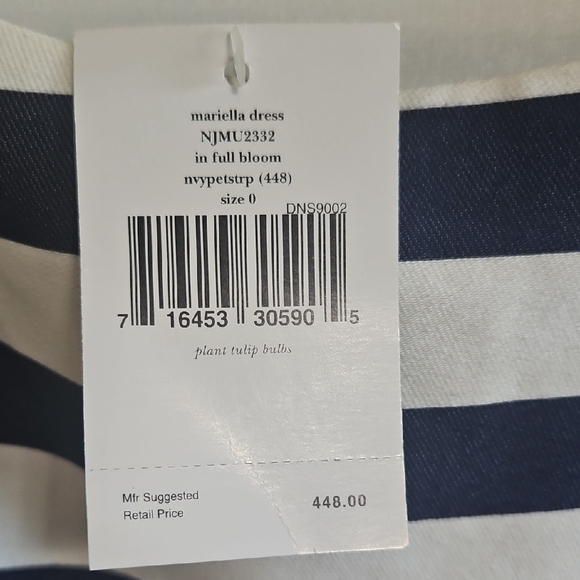 mariella dress
NJMU2332
in full bloom
nvypetstrp (448)
size 0
DNS9002
7 16453 30590 5
plant tulip bulbs
Mfr Suggested
Retail Price 448.00